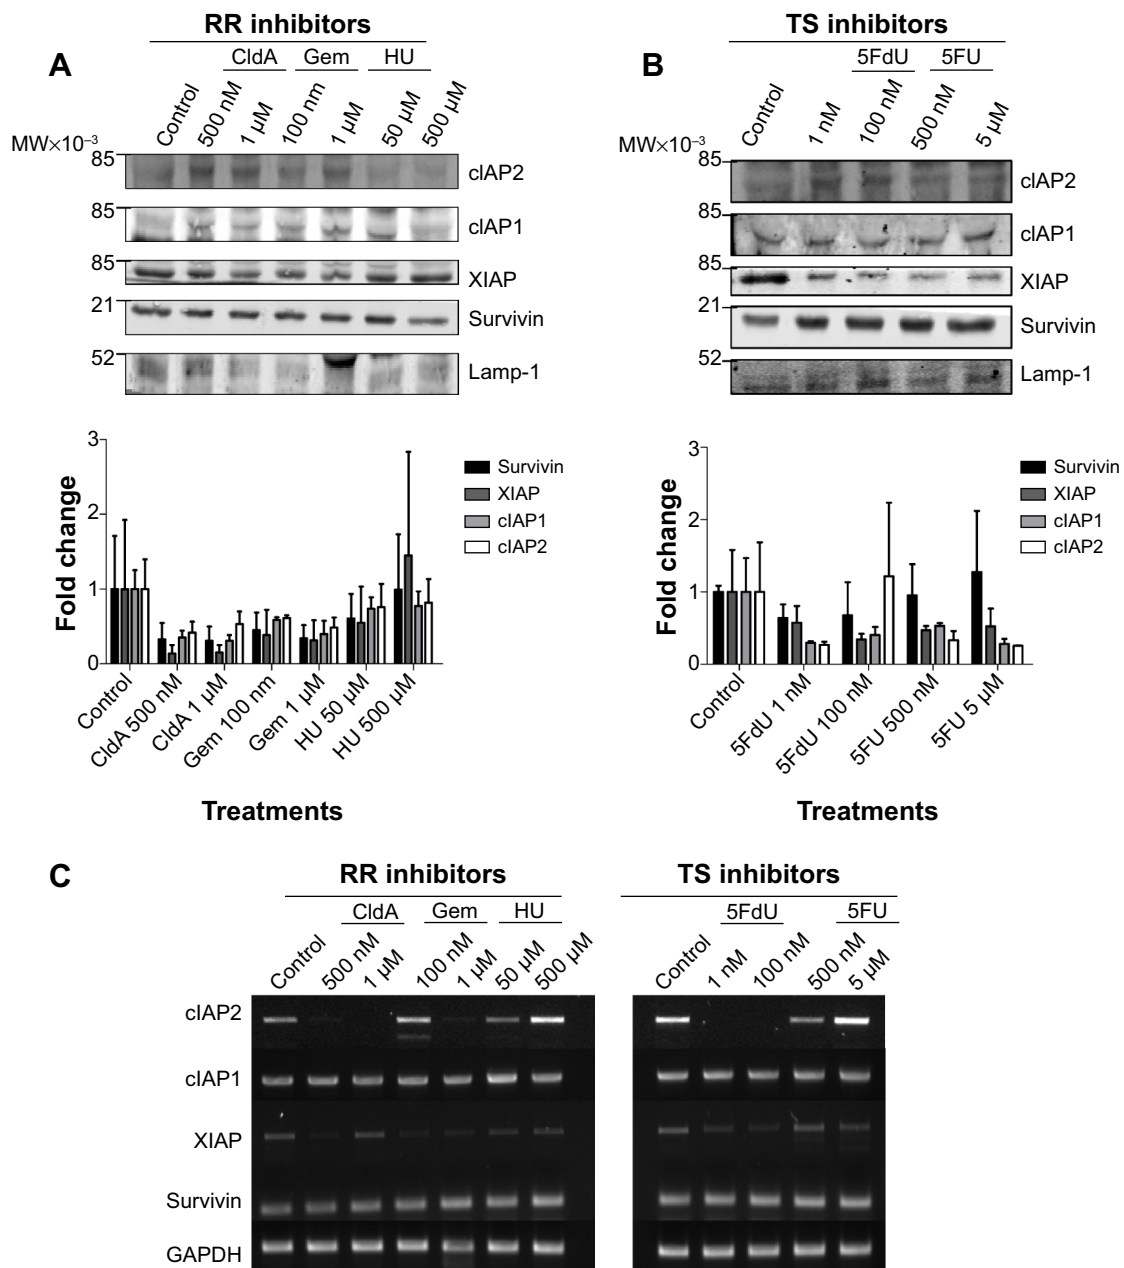 RR inhibitors
A
CldA Gem HU
Control 500 nM 1 µM 100 nm 1 µM 50 µM 500 µM
MW×10⁻³
85
cIAP2
85
cIAP1
85
XIAP
21
Survivin
52
Lamp-1
3
2
1
0
Fold change
Survivin
XIAP
cIAP1
cIAP2
Control
CldA 500 nM
CldA 1 µM
Gem 100 nm
Gem 1 µM
HU 50 µM
HU 500 µM
Treatments
TS inhibitors
B
5FdU 5FU
Control 1 nM 100 nM 500 nM 5 µM
MW×10⁻³
85
cIAP2
85
cIAP1
XIAP
21
Survivin
52
Lamp-1
3
2
1
0
Fold change
Survivin
XIAP
cIAP1
cIAP2
Control
5FdU 1 nM
5FdU 100 nM
5FU 500 nM
5FU 5 µM
Treatments
C
RR inhibitors
CldA Gem HU
Control 500 nM 1 µM 100 nM 1 µM 50 µM 500 µM
TS inhibitors
5FdU 5FU
Control 1 nM 100 nM 500 nM 5 µM
cIAP2
cIAP1
XIAP
Survivin
GAPDH